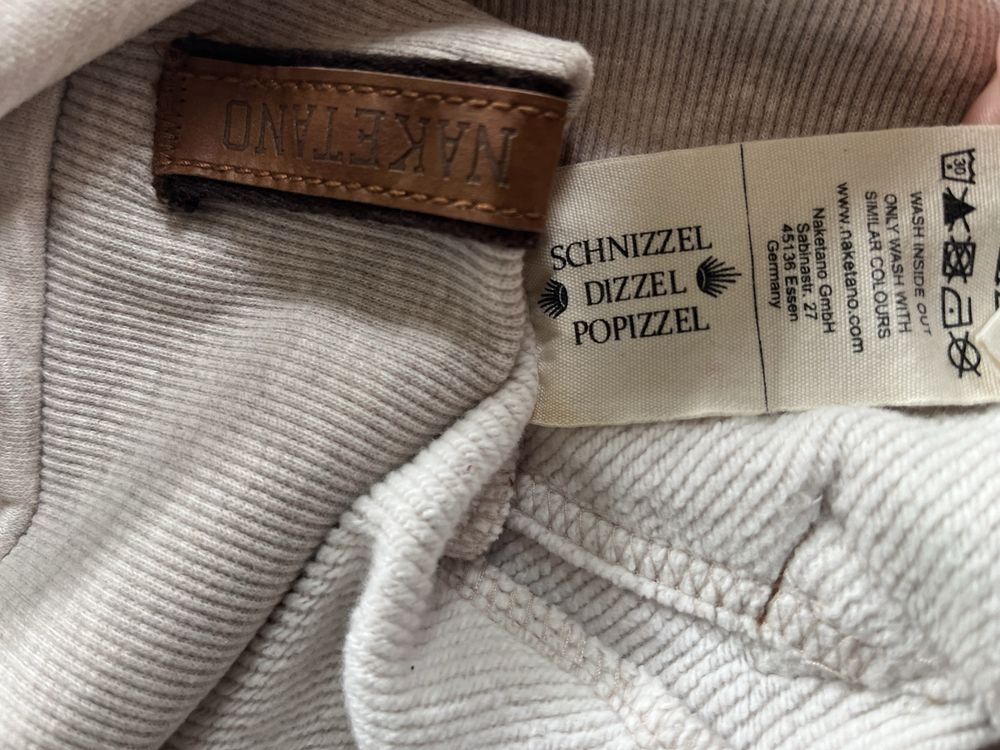 NAKETANO
SCHNIZZEL
DIZZEL
POPIZZEL
Naketano GmbH
Sabinastr. 27
45136 Essen
Germany
www.naketano.com
WASH INSIDE OUT
ONLY WASH WITH
SIMILAR COLOURS
30